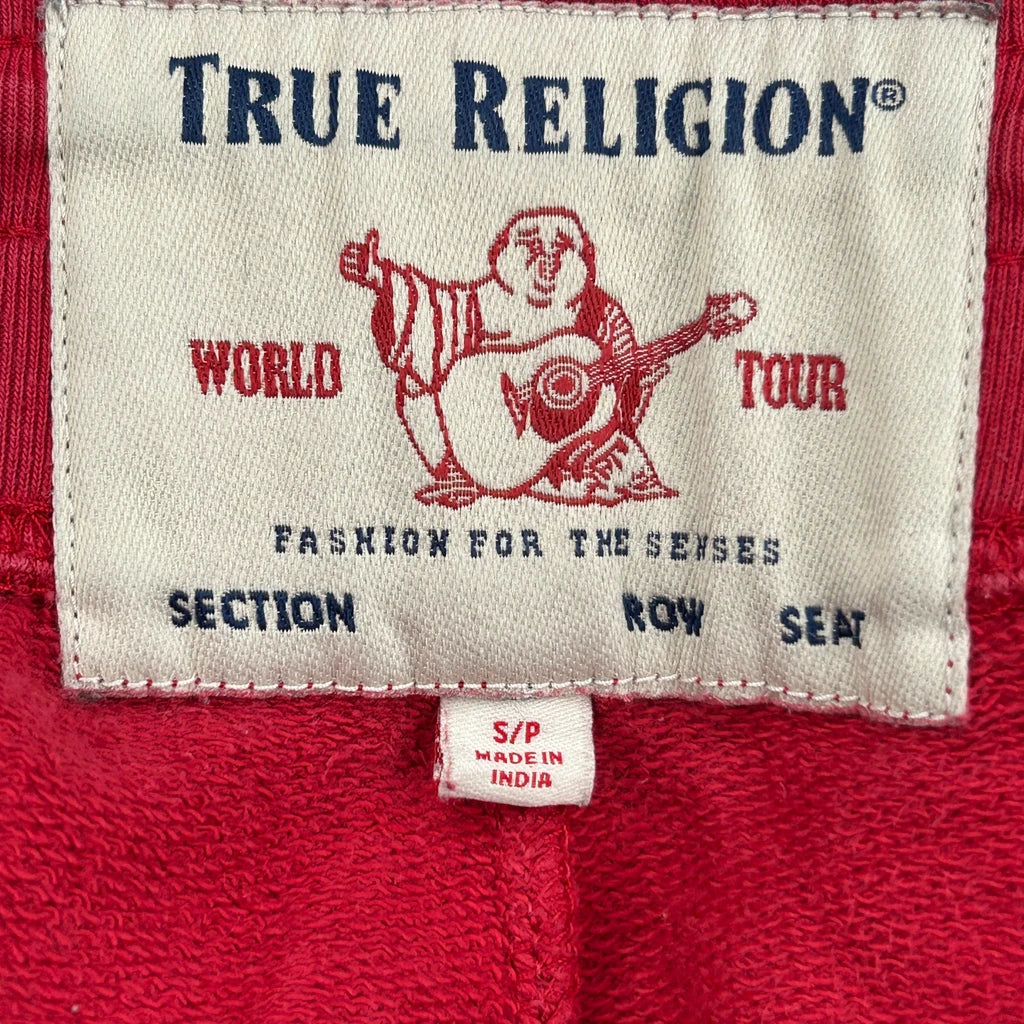 TRUE RELIGION®
WORLD TOUR
FASHION FOR THE SENSES
SECTION ROW SEAT
S/P
MADE IN
INDIA